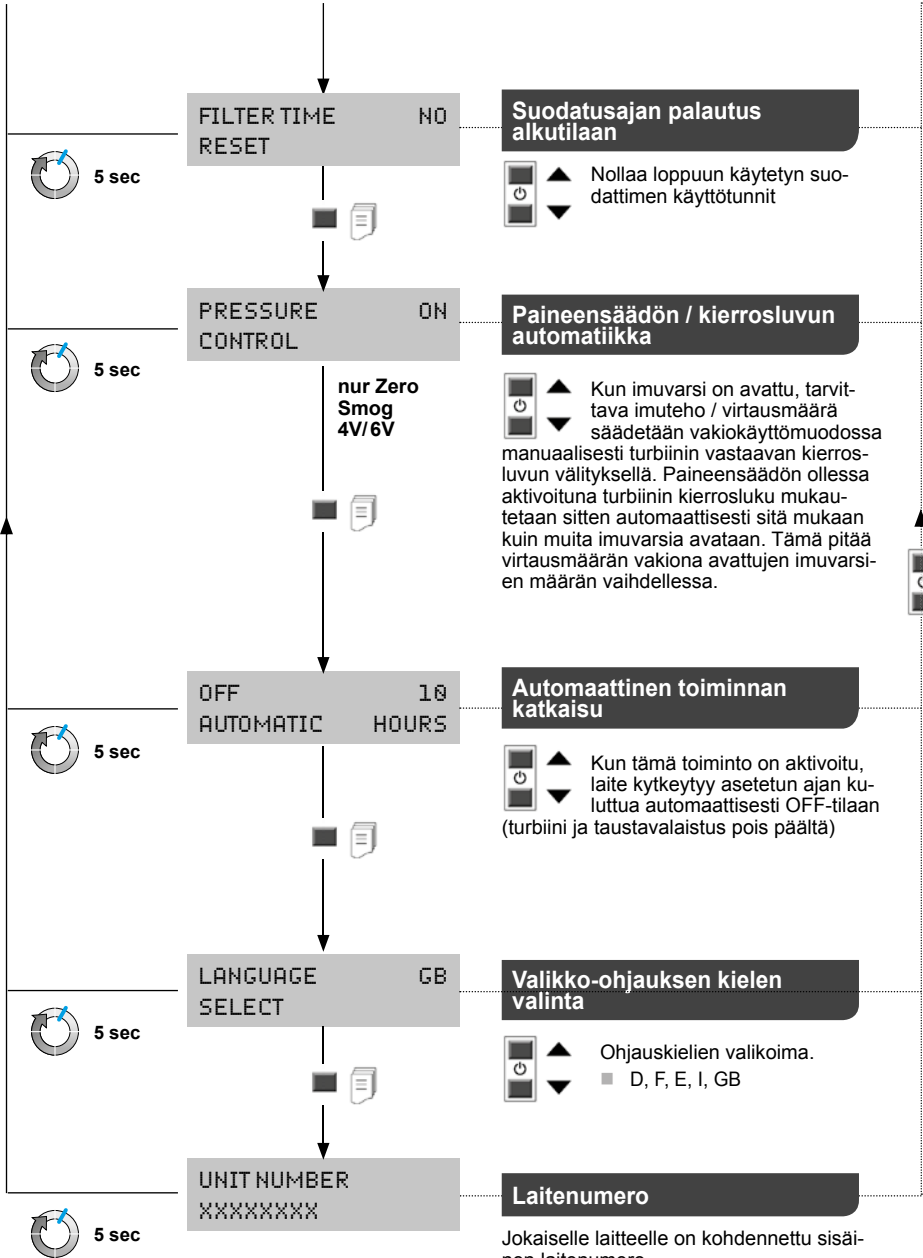 FILTER TIME NO
RESET
5 sec
Suodatusajan palautus
alkutilaan
Nollaa loppuun käytetyn suo-
dattimen käyttötunnit
PRESSURE ON
CONTROL
5 sec
nur Zero
Smog
4V/6V
Paineensäädön / kierrosluvun
automatiikka
Kun imuvarsi on avattu, tarvit-
tava imuteho / virtausmäärä
säädetään vakiokäyttömuodossa
manuaalisesti turbiinin vastaavan kierros-
luvun välityksellä. Paineensäädön ollessa
aktivoituna turbiinin kierrosluku mukau-
tetaan sitten automaattisesti sitä mukaan
kuin muita imuvarsia avataan. Tämä pitää
virtausmäärän vakiona avattujen imuvarsi-
en määrän vaihdellessa.
OFF 10
AUTOMATIC HOURS
5 sec
Automaattinen toiminnan
katkaisu
Kun tämä toiminto on aktivoitu,
laite kytkeytyy asetetun ajan ku-
luttua automaattisesti OFF-tilaan
(turbiini ja taustavalaistus pois päältä)
LANGUAGE GB
SELECT
5 sec
Valikko-ohjauksen kielen
valinta
Ohjauskielien valikoima.
D, F, E, I, GB
UNIT NUMBER
XXXXXXXX
5 sec
Laitenumero
Jokaiselle laitteelle on kohdennettu sisäi-
nen laitenumero